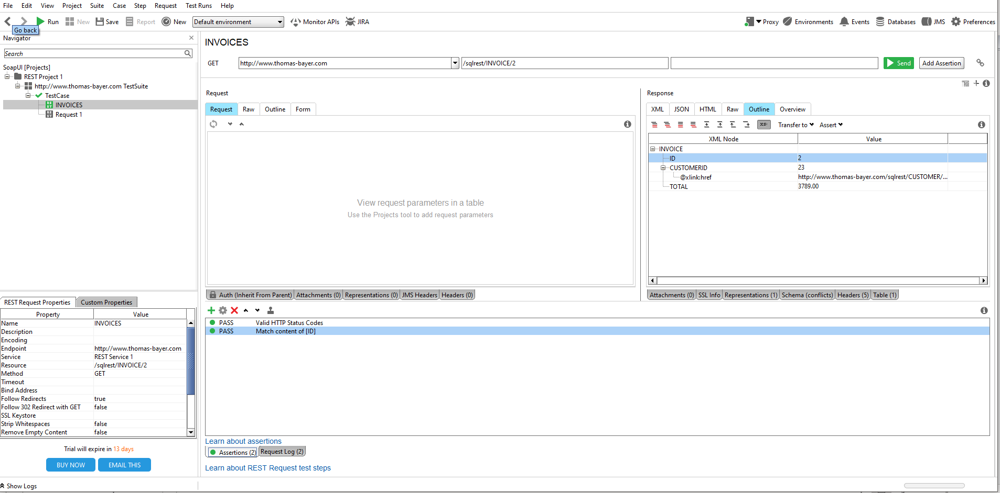 File Edit View Project Suite Case Step Request Test Runs Help
Run New Save Report New Default environment Monitor APIs JIRA Proxy Environments Events Databases JMS Preferences
Go back
Navigator
Search
SoapUI [Projects]
REST Project 1
http://www.thomas-bayer.com TestSuite
TestCase
INVOICES
Request 1
REST Request Properties Custom Properties
Property Value
Name INVOICES
Description
Encoding
Endpoint http://www.thomas-bayer.com
Service REST Service 1
Resource /sqlrest/INVOICE/2
Method GET
Timeout
Bind Address
Follow Redirects true
Follow 302 Redirect with GET false
SSL Keystore
Strip Whitespaces false
Remove Empty Content false
Trial will expire in 13 days
BUY NOW EMAIL THIS
Show Logs
INVOICES
GET http://www.thomas-bayer.com /sqlrest/INVOICE/2 Send Add Assertion
Request
Request Raw Outline Form
View request parameters in a table
Use the Projects tool to add request parameters
Auth (Inherit From Parent) Attachments (0) Representations (0) JMS Headers Headers (0)
Response
XML JSON HTML Raw Outline Overview
XS: Transfer to Assert
XML Node Value
INVOICE
ID 2
CUSTOMERID 23
@xlink:href http://www.thomas-bayer.com/sqlrest/CUSTOMER/...
TOTAL 3789.00
Attachments (0) SSL Info Representations (1) Schema (conflicts) Headers (5) Table (1)
PASS Valid HTTP Status Codes
PASS Match content of [ID]
Learn about assertions
Assertions (2) Request Log (2)
Learn about REST Request test steps